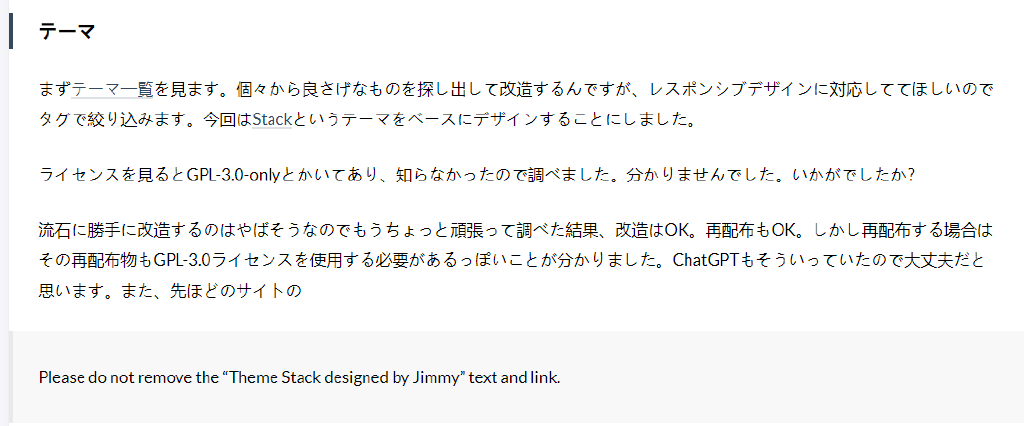 テーマ
まずテーマ一覧を見ます。個々から良さげなものを探し出して改造するんですが、レスポンシブデザインに対応しててほしいので
タグで絞り込みます。今回はStackというテーマをベースにデザインすることにしました。
ライセンスを見るとGPL-3.0-onlyとかいてあり、知らなかったので調べました。分かりませんでした。いかがでしたか?
流石に勝手に改造するのはやばそうなのでもうちょっと頑張って調べた結果、改造はOK。再配布もOK。しかし再配布する場合は
その再配布物もGPL-3.0ライセンスを使用する必要があるっぽいことが分かりました。ChatGPTもそういっていたので大丈夫だと
思います。また、先ほどのサイトの
Please do not remove the “Theme Stack designed by Jimmy” text and link.